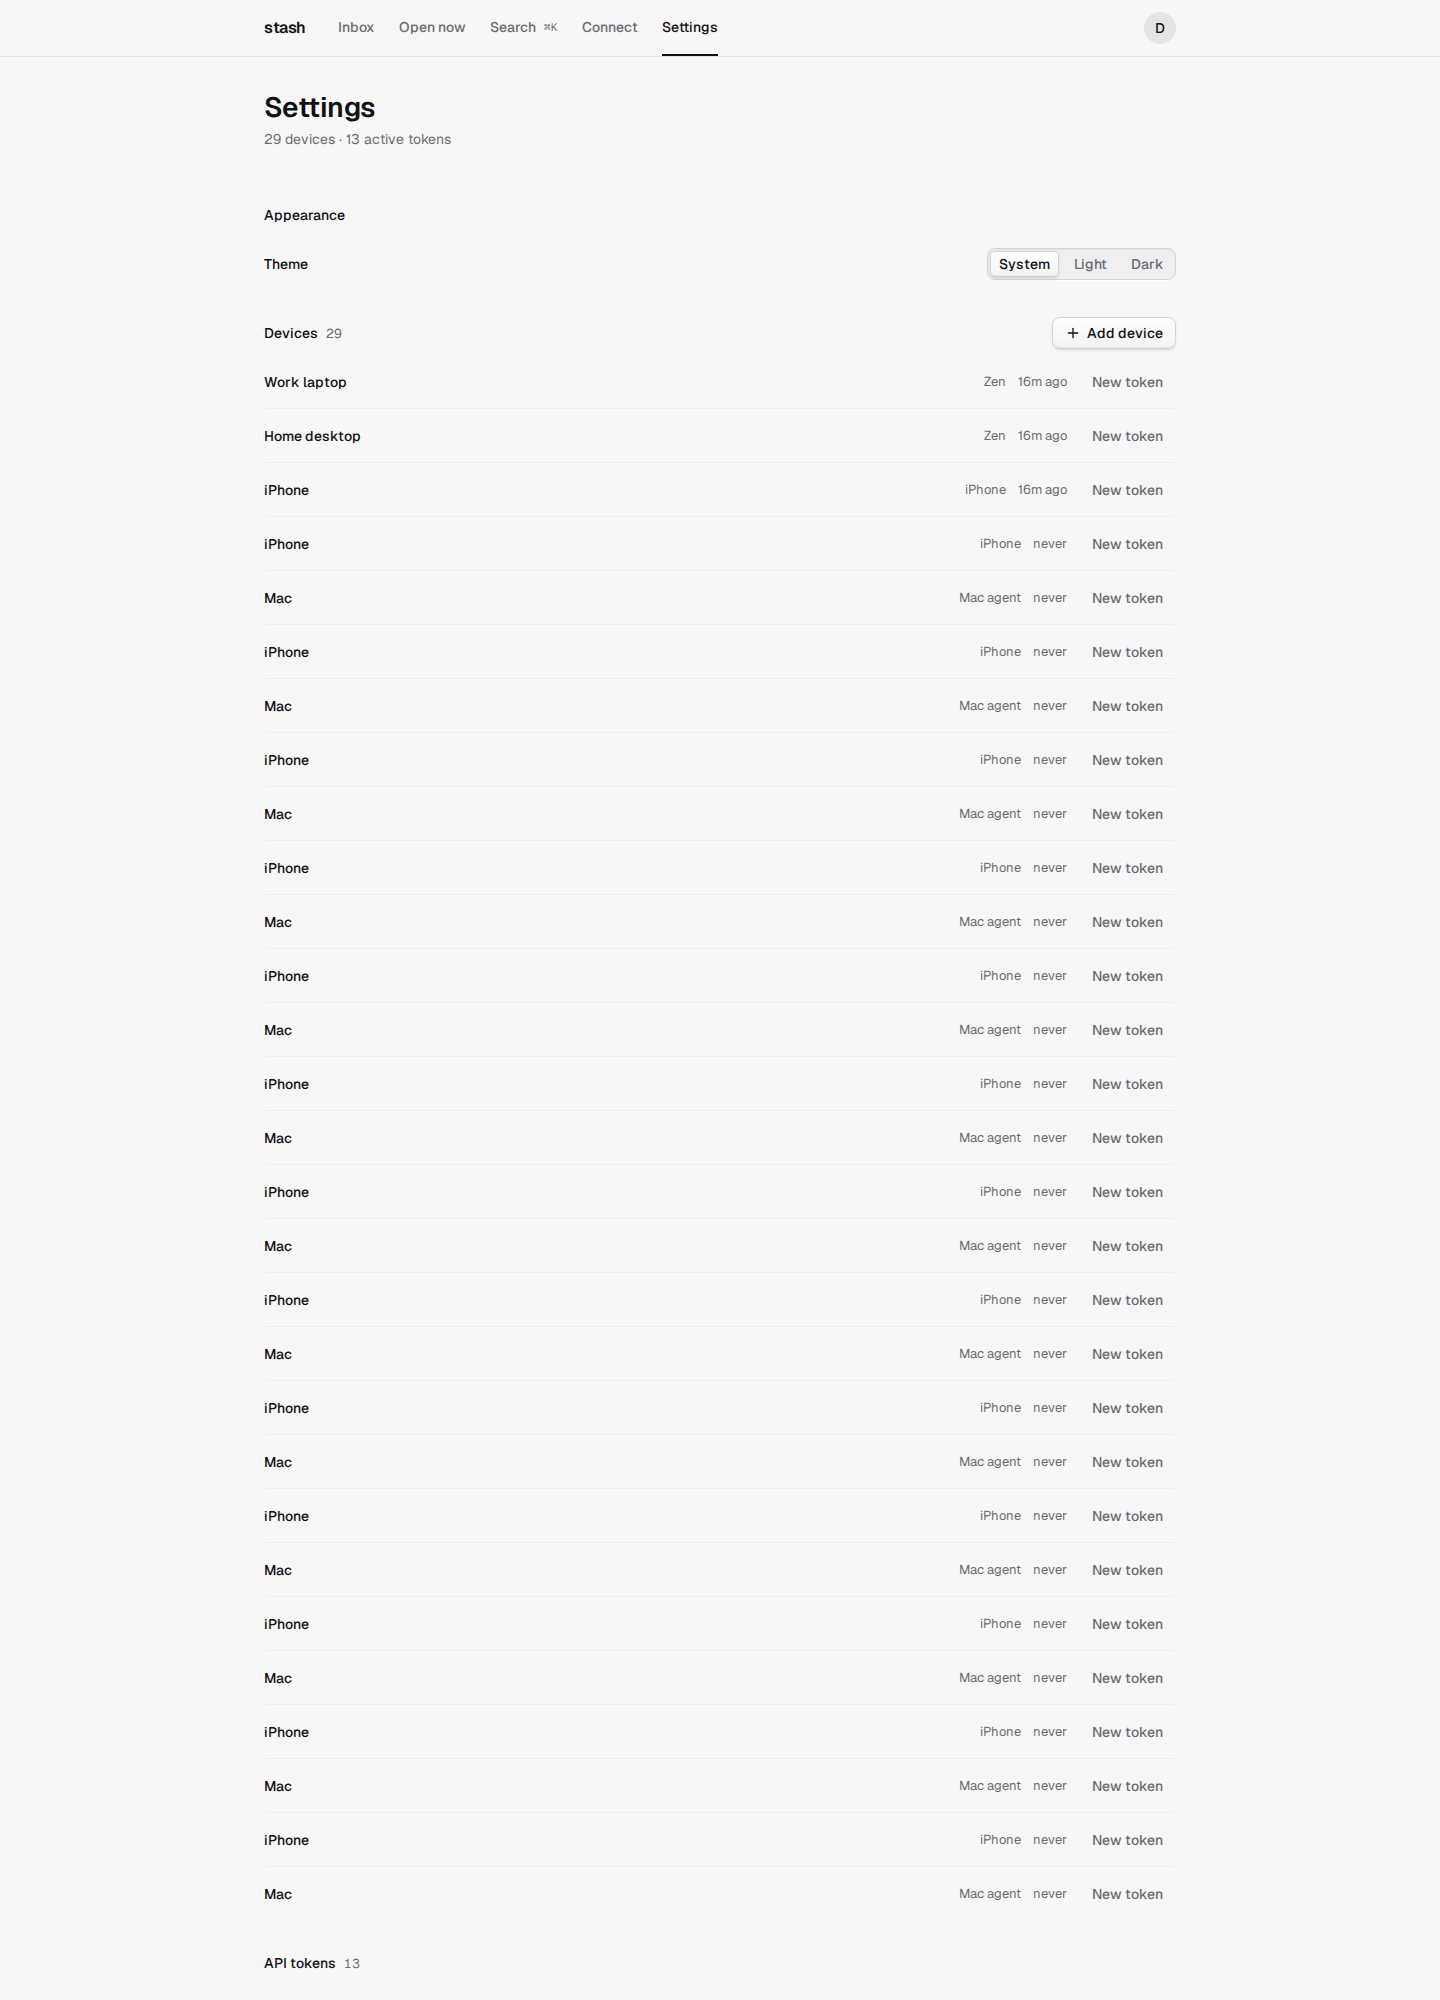 stash Inbox Open now Search ⌘K Connect Settings D
Settings
29 devices · 13 active tokens
Appearance
Theme System Light Dark
Devices 29 + Add device
Work laptop Zen 16m ago New token
Home desktop Zen 16m ago New token
iPhone iPhone 16m ago New token
iPhone iPhone never New token
Mac Mac agent never New token
iPhone iPhone never New token
Mac Mac agent never New token
iPhone iPhone never New token
Mac Mac agent never New token
iPhone iPhone never New token
Mac Mac agent never New token
iPhone iPhone never New token
Mac Mac agent never New token
iPhone iPhone never New token
Mac Mac agent never New token
iPhone iPhone never New token
Mac Mac agent never New token
iPhone iPhone never New token
Mac Mac agent never New token
iPhone iPhone never New token
Mac Mac agent never New token
iPhone iPhone never New token
Mac Mac agent never New token
iPhone iPhone never New token
Mac Mac agent never New token
iPhone iPhone never New token
Mac Mac agent never New token
iPhone iPhone never New token
Mac Mac agent never New token
API tokens 13